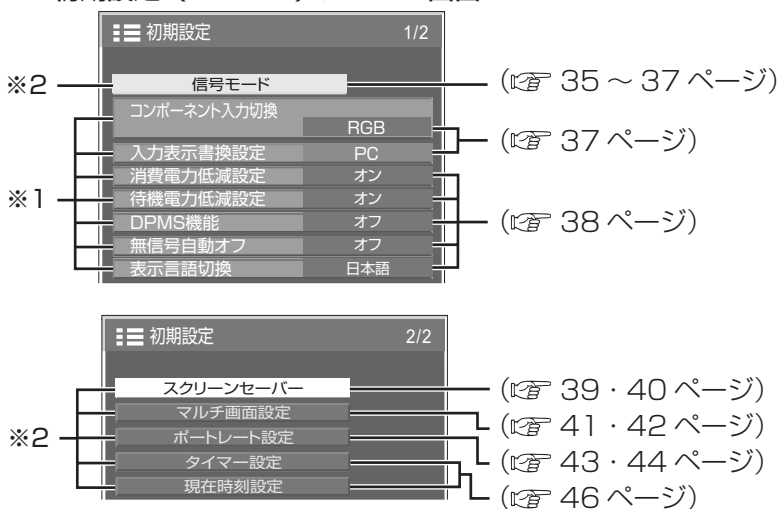 初期設定 1/2
※2
信号モード
(☞ 35 ～ 37 ページ)
コンポーネント入力切換
RGB
入力表示書換設定 PC
(☞ 37 ページ)
※1
消費電力低減設定 オン
待機電力低減設定 オン
DPMS機能 オフ
無信号自動オフ オフ
表示言語切換 日本語
(☞ 38 ページ)
初期設定 2/2
※2
スクリーンセーバー
(☞ 39・40 ページ)
マルチ画面設定
(☞ 41・42 ページ)
ポートレート設定
(☞ 43・44 ページ)
タイマー設定
現在時刻設定
(☞ 46 ページ)